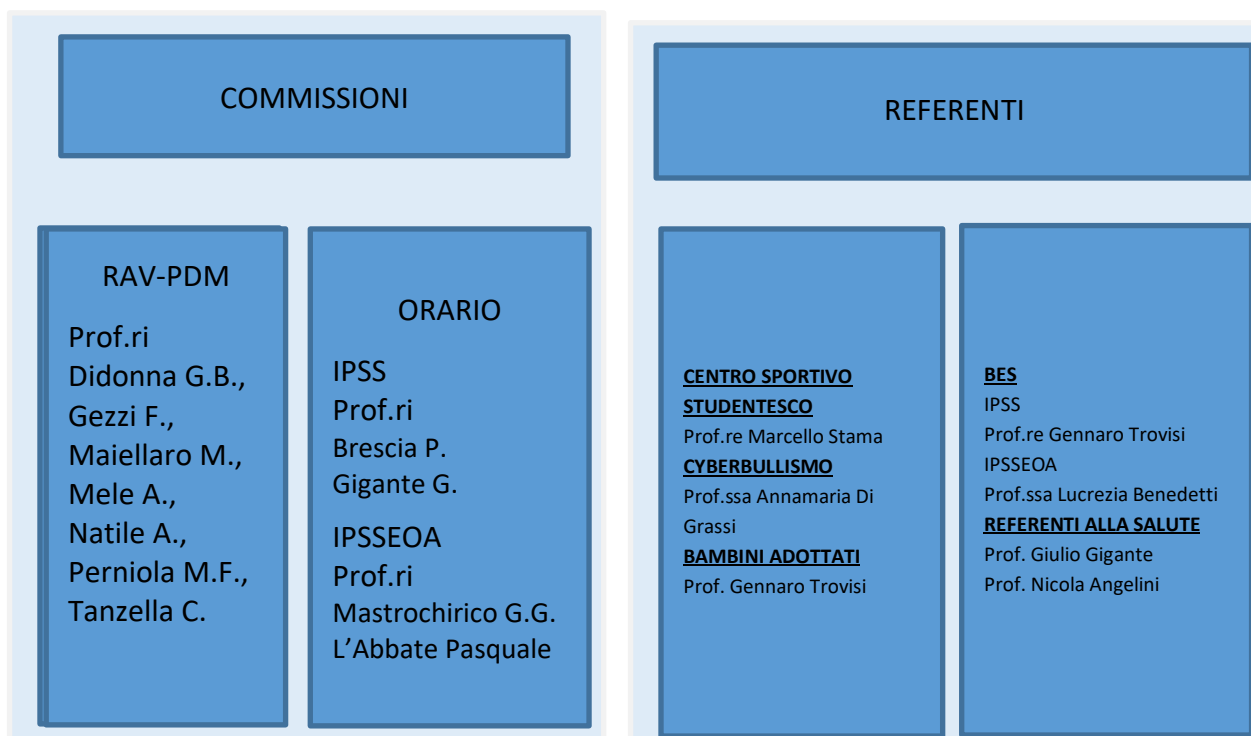 COMMISSIONI
RAV-PDM
Prof.ri
Didonna G.B.,
Gezzi F.,
Maiellaro M.,
Mele A.,
Natile A.,
Perniola M.F.,
Tanzella C.
ORARIO
IPSS
Prof.ri
Brescia P.
Gigante G.
IPSSEOA
Prof.ri
Mastrochirico G.G.
L’Abbate Pasquale
REFERENTI
CENTRO SPORTIVO
STUDENTESCO
Prof.re Marcello Stama
CYBERBULLISMO
Prof.ssa Annamaria Di
Grassi
BAMBINI ADOTTATI
Prof. Gennaro Trovisi
BES
IPSS
Prof.re Gennaro Trovisi
IPSSEOA
Prof.ssa Lucrezia Benedetti
REFERENTI ALLA SALUTE
Prof. Giulio Gigante
Prof. Nicola Angelini